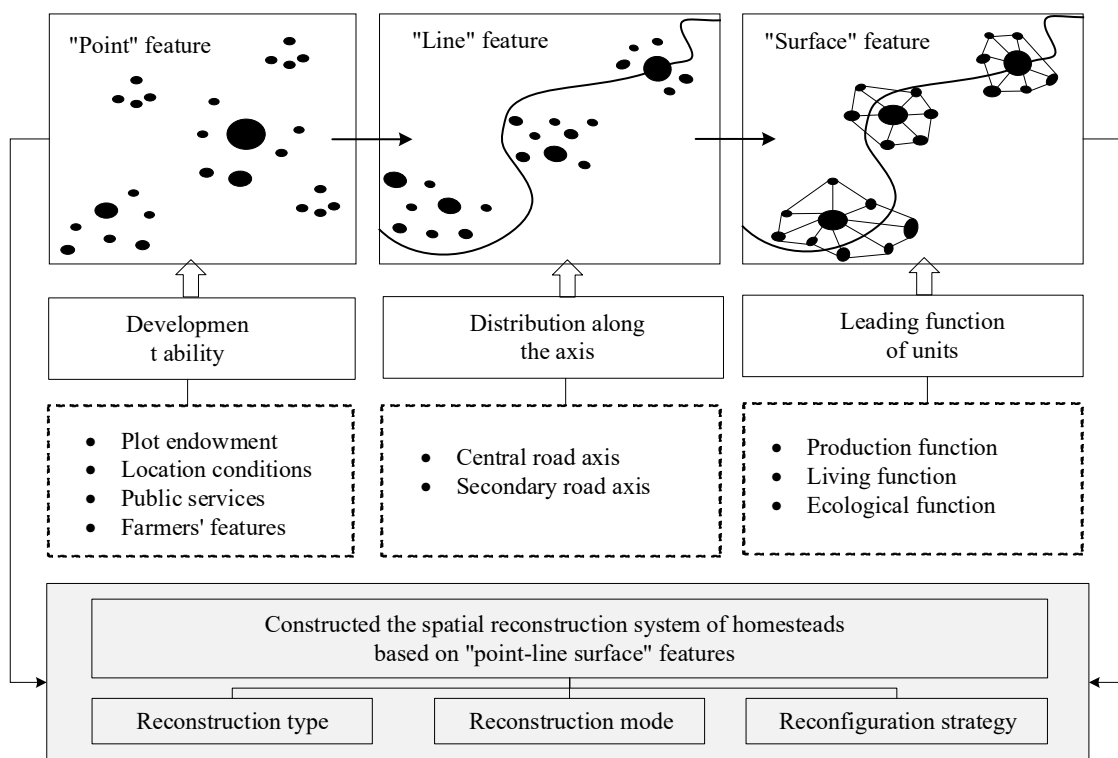 "Point" feature
"Line" feature
"Surface" feature
Developmen
t ability
Distribution along
the axis
Leading function
of units
• Plot endowment
• Location conditions
• Public services
• Farmers' features
• Central road axis
• Secondary road axis
• Production function
• Living function
• Ecological function
Constructed the spatial reconstruction system of homesteads
based on "point-line surface" features
Reconstruction type
Reconstruction mode
Reconfiguration strategy